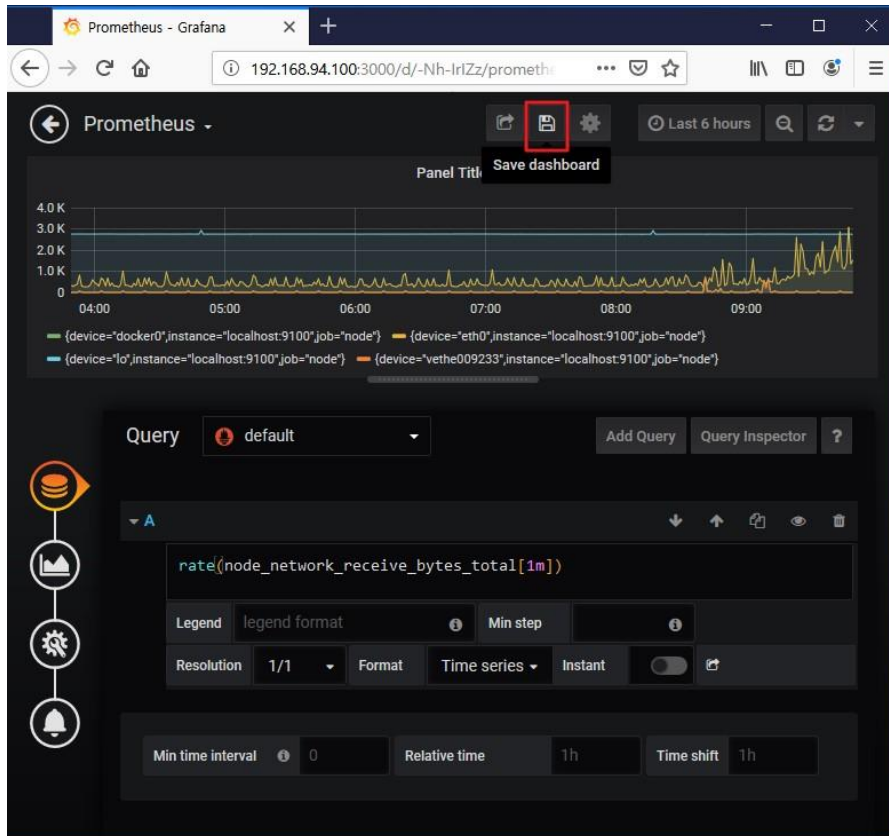 Prometheus - Grafana
192.168.94.100:3000/d/-Nh-IrIZz/promethe
Prometheus
Last 6 hours
Save dashboard
Panel Titl
4.0 K
3.0 K
2.0 K
1.0 K
0
04:00 05:00 06:00 07:00 08:00 09:00
{device="docker0",instance="localhost:9100",job="node"} {device="eth0",instance="localhost:9100",job="node"}
{device="lo",instance="localhost:9100",job="node"} {device="vethe009233",instance="localhost:9100",job="node"}
Query default Add Query Query Inspector ?
A
rate(node_network_receive_bytes_total[1m])
Legend legend format Min step
Resolution 1/1 Format Time series Instant
Min time interval 0 Relative time 1h Time shift 1h